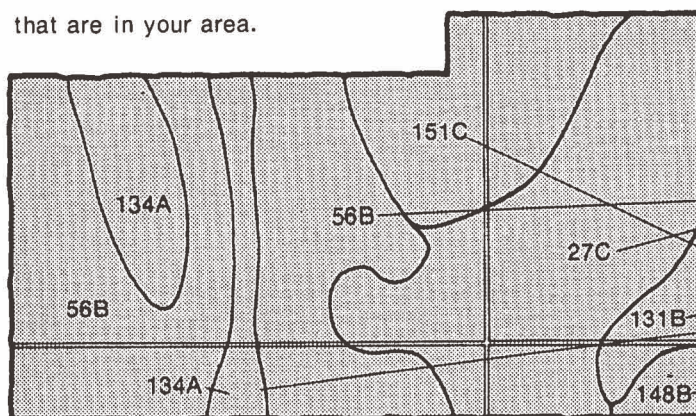 that are in your area.
151C
134A
56B
27C
56B
131B
134A
148B